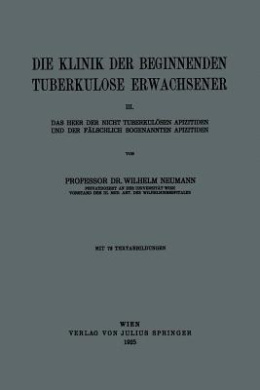 DIE KLINIK DER BEGINNENDEN
TUBERKULOSE ERWACHSENER
III.
DAS HEER DER NICHT TUBERKULÖSEN APIZITIDEN
UND DER FÄLSCHLICH SOGENANNTEN APIZITIDEN
VON
PROFESSOR DR. WILHELM NEUMANN
PRIVATDOZENT AN DER UNIVERSITÄT WIEN
VORSTAND DER III. MED. ABT. DES WILHELMINENSPITALES
MIT 72 TEXTABBILDUNGEN
WIEN
VERLAG VON JULIUS SPRINGER
1925